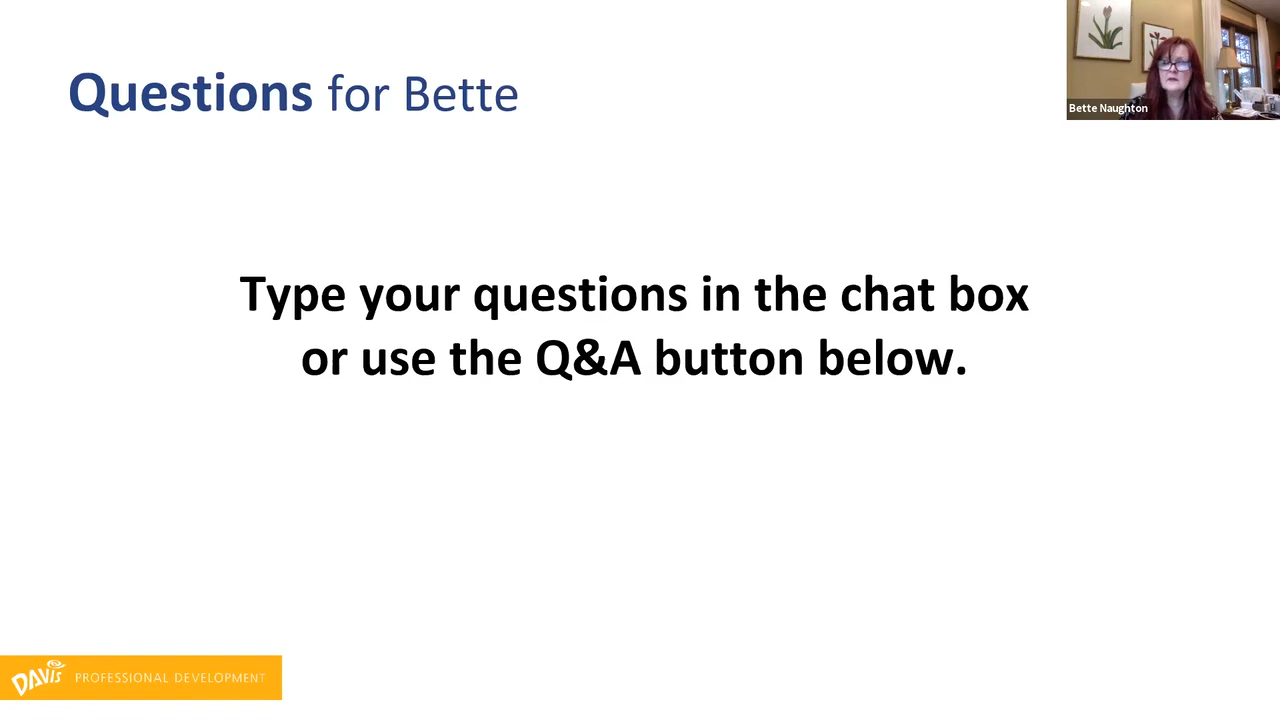 Questions for Bette
Bette Naughton
Type your questions in the chat box
or use the Q&A button below.
DAVIS PROFESSIONAL DEVELOPMENT